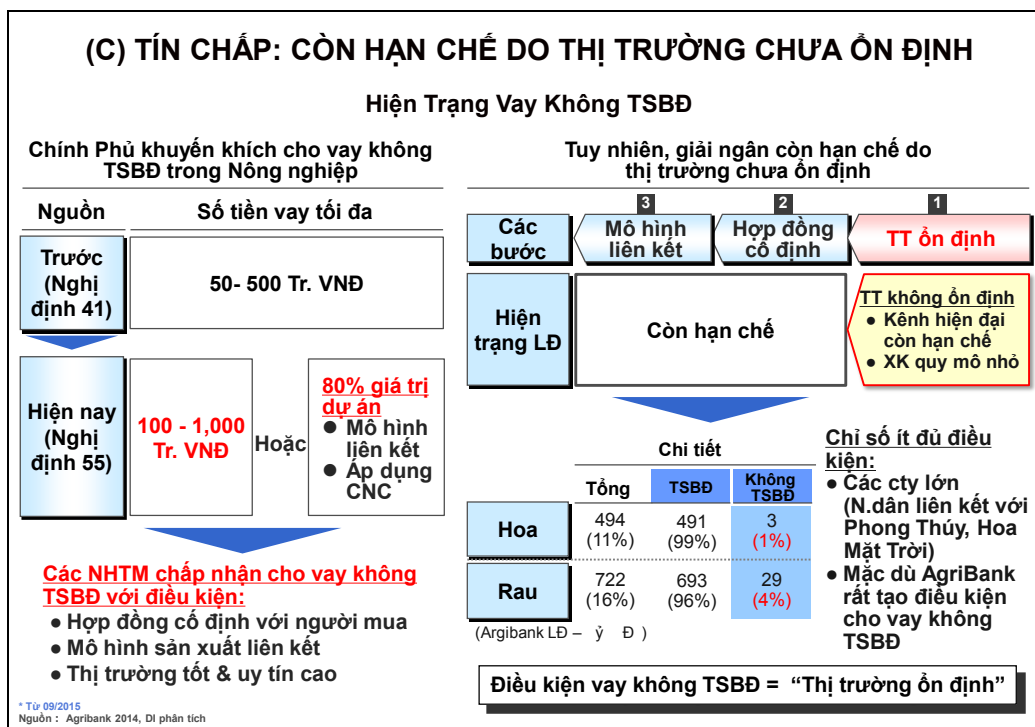 (C) TÍN CHẤP: CÒN HẠN CHẾ DO THỊ TRƯỜNG CHƯA ỔN ĐỊNH
Hiện Trạng Vay Không TSBĐ
Chính Phủ khuyến khích cho vay không
TSBĐ trong Nông nghiệp
Nguồn
Số tiền vay tối đa
Trước
(Nghị
định 41)
50- 500 Tr. VNĐ
Hiện nay
(Nghị
định 55)
100 - 1,000
Tr. VNĐ
Hoặc
80% giá trị
dự án
● Mô hình
liên kết
● Áp dụng
CNC
Các NHTM chấp nhận cho vay không
TSBĐ với điều kiện:
● Hợp đồng cố định với người mua
● Mô hình sản xuất liên kết
● Thị trường tốt & uy tín cao
Tuy nhiên, giải ngân còn hạn chế do
thị trường chưa ổn định
3 2 1
Các
bước
Mô hình
liên kết
Hợp đồng
cố định
TT ổn định
Hiện
trạng LĐ
Còn hạn chế
TT không ổn định
● Kênh hiện đại
còn hạn chế
● XK quy mô nhỏ
Chi tiết
Tổng TSBĐ Không
TSBĐ
Hoa
494 491 3
(11%) (99%) (1%)
Rau
722 693 29
(16%) (96%) (4%)
(Argibank LĐ – ỷ Đ )
Chỉ số ít đủ điều
kiện:
● Các cty lớn
(N.dân liên kết với
Phong Thúy, Hoa
Mặt Trời)
● Mặc dù AgriBank
rất tạo điều kiện
cho vay không
TSBĐ
Điều kiện vay không TSBĐ = “Thị trường ổn định”
* Từ 09/2015
Nguồn : Agribank 2014, DI phân tích